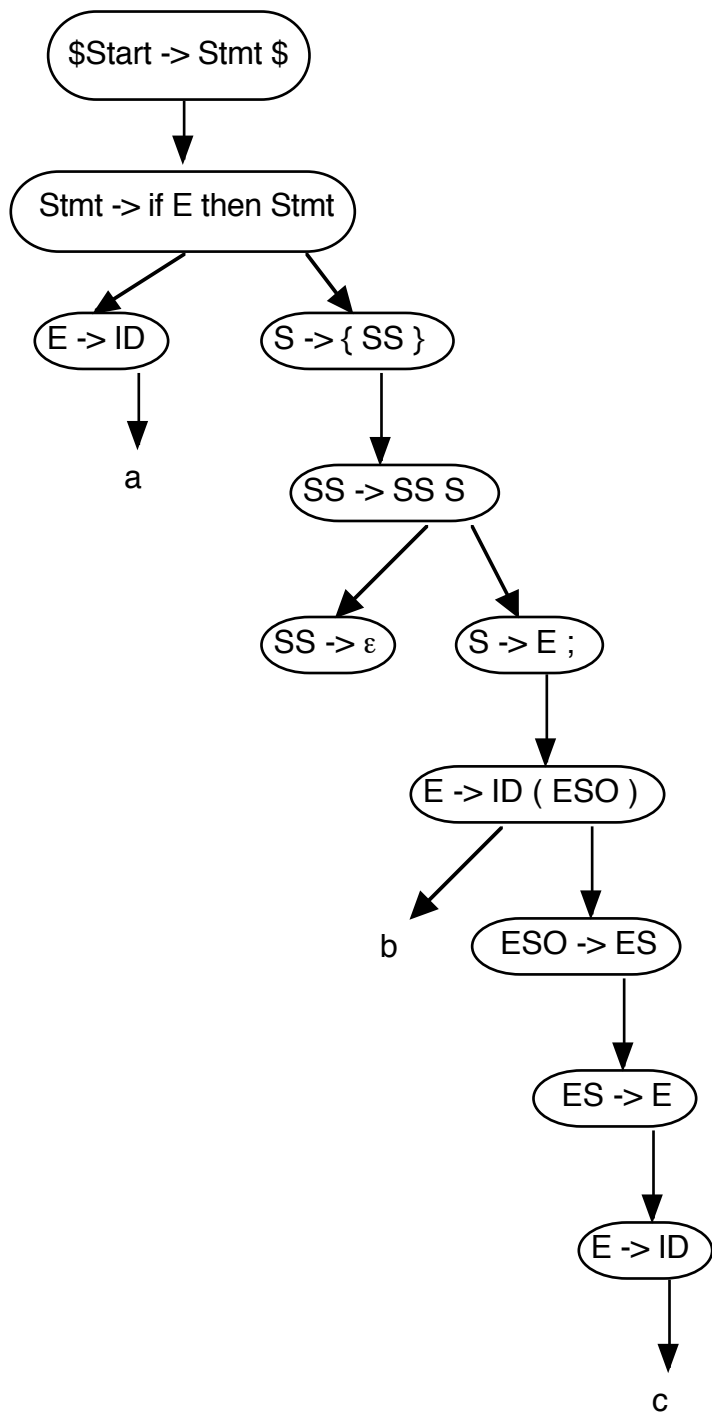 $Start -> Stmt $
Stmt -> if E then Stmt
E -> ID
S -> { SS }
a
SS -> SS S
SS -> ε
S -> E ;
E -> ID ( ESO )
b
ESO -> ES
ES -> E
E -> ID
c